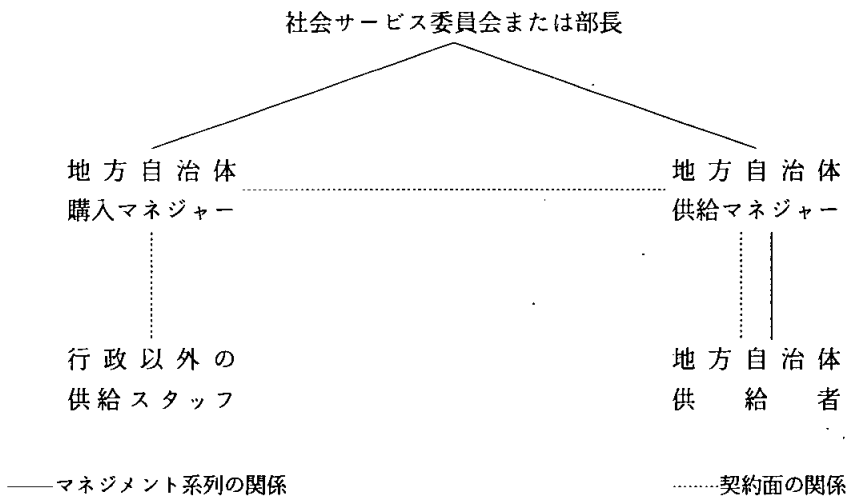 社会サービス委員会または部長
地方自治体
地方自治体
購入マネジャー
供給マネジャー
行政以外の
地方自治体
供給スタッフ
供給者
——マネジメント系列の関係
………契約面の関係